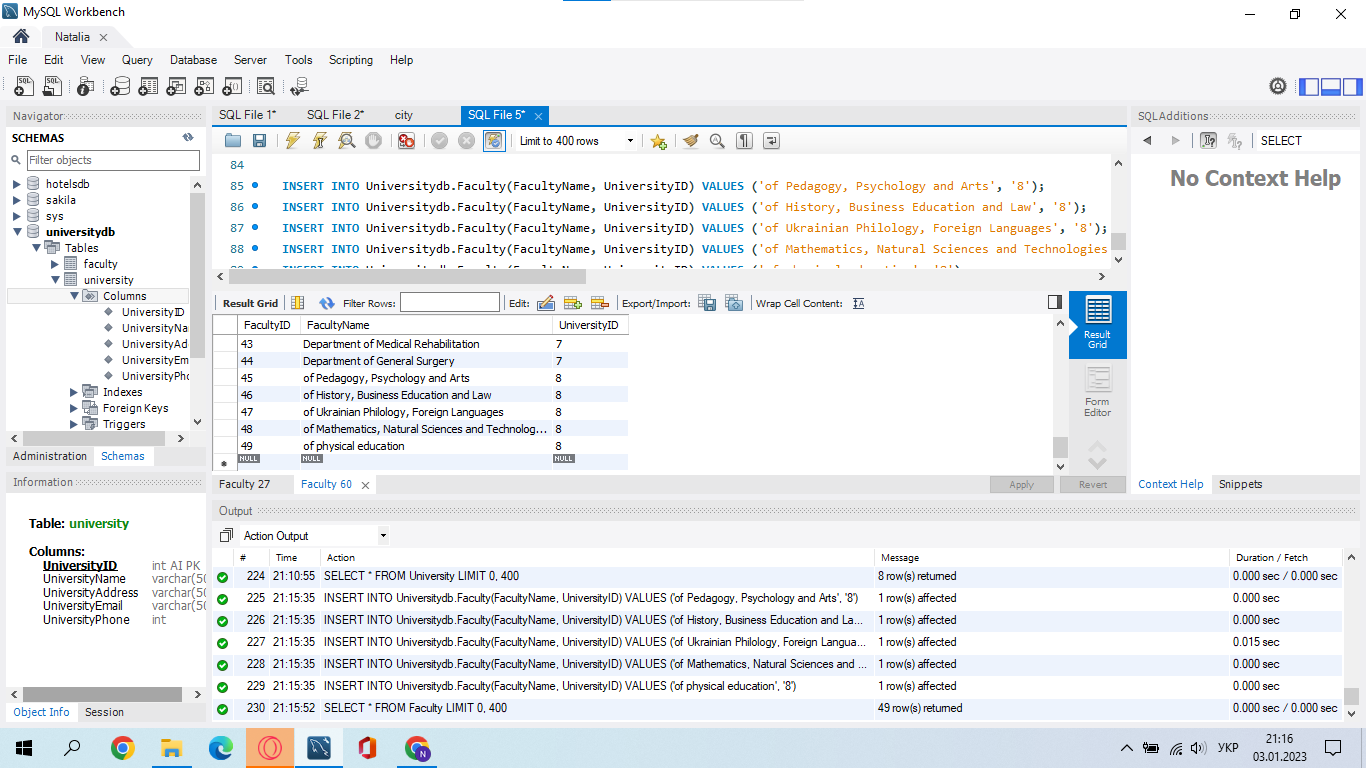 MySQL Workbench
Natalia
File Edit View Query Database Server Tools Scripting Help
Navigator
SCHEMAS
Filter objects
hotelsdb
sakila
sys
universitydb
Tables
faculty
university
Columns
UniversityID
UniversityNa
UniversityAd
UniversityEm
UniversityPho
Indexes
Foreign Keys
Triggers
Administration Schemas
Information
Table: university
Columns:
UniversityID int AI PK
UniversityName varchar(50
UniversityAddress varchar(50
UniversityEmail varchar(50
UniversityPhone int
Object Info Session
SQL File 1* SQL File 2* city SQL File 5*
Limit to 400 rows
84
85 INSERT INTO Universitydb.Faculty(FacultyName, UniversityID) VALUES ('of Pedagogy, Psychology and Arts', '8');
86 INSERT INTO Universitydb.Faculty(FacultyName, UniversityID) VALUES ('of History, Business Education and Law', '8');
87 INSERT INTO Universitydb.Faculty(FacultyName, UniversityID) VALUES ('of Ukrainian Philology, Foreign Languages', '8');
88 INSERT INTO Universitydb.Faculty(FacultyName, UniversityID) VALUES ('of Mathematics, Natural Sciences and Technologies
Result Grid Filter Rows: Edit: Export/Import: Wrap Cell Content:
FacultyID FacultyName UniversityID
43 Department of Medical Rehabilitation 7
44 Department of General Surgery 7
45 of Pedagogy, Psychology and Arts 8
46 of History, Business Education and Law 8
47 of Ukrainian Philology, Foreign Languages 8
48 of Mathematics, Natural Sciences and Technolog... 8
49 of physical education 8
NULL NULL NULL
Result
Grid
Form
Editor
Faculty 27 Faculty 60 Apply Revert
SQLAdditions
SELECT
No Context Help
Context Help Snippets
Output
Action Output
# Time Action Message Duration / Fetch
224 21:10:55 SELECT * FROM University LIMIT 0, 400 8 row(s) returned 0.000 sec / 0.000 sec
225 21:15:35 INSERT INTO Universitydb.Faculty(FacultyName, UniversityID) VALUES ('of Pedagogy, Psychology and Arts', '8') 1 row(s) affected 0.000 sec
226 21:15:35 INSERT INTO Universitydb.Faculty(FacultyName, UniversityID) VALUES ('of History, Business Education and La... 1 row(s) affected 0.000 sec
227 21:15:35 INSERT INTO Universitydb.Faculty(FacultyName, UniversityID) VALUES ('of Ukrainian Philology, Foreign Langua... 1 row(s) affected 0.015 sec
228 21:15:35 INSERT INTO Universitydb.Faculty(FacultyName, UniversityID) VALUES ('of Mathematics, Natural Sciences and ... 1 row(s) affected 0.000 sec
229 21:15:35 INSERT INTO Universitydb.Faculty(FacultyName, UniversityID) VALUES ('of physical education', '8') 1 row(s) affected 0.000 sec
230 21:15:52 SELECT * FROM Faculty LIMIT 0, 400 49 row(s) returned 0.000 sec / 0.000 sec
УКР
21:16
03.01.2023